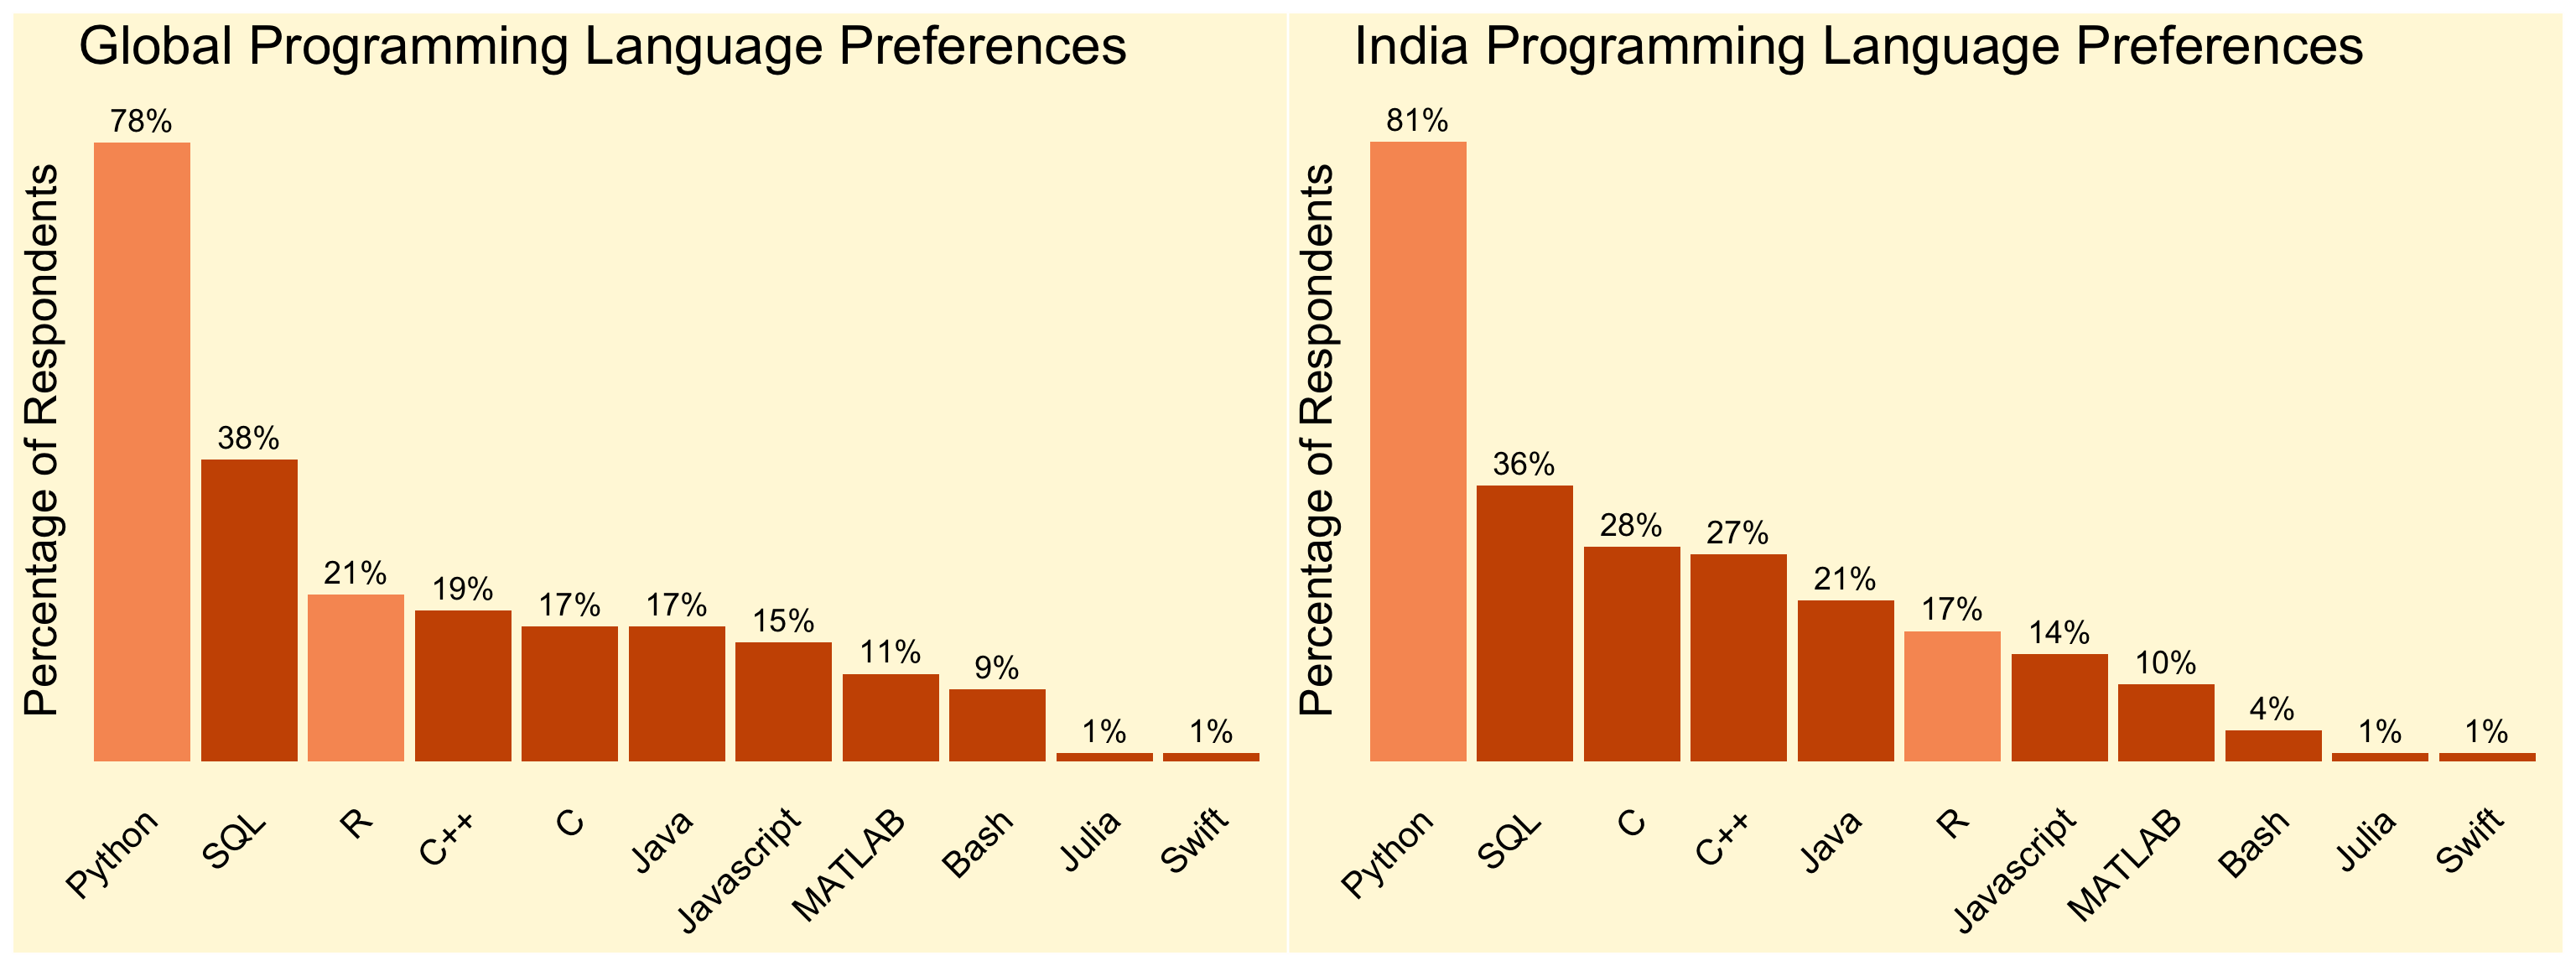 Global Programming Language Preferences
Percentage of Respondents
78%
38%
21%
19%
17%
17%
15%
11%
9%
1%
1%
Python
SQL
R
C++
C
Java
Javascript
MATLAB
Bash
Julia
Swift
India Programming Language Preferences
Percentage of Respondents
81%
36%
28%
27%
21%
17%
14%
10%
4%
1%
1%
Python
SQL
C
C++
Java
R
Javascript
MATLAB
Bash
Julia
Swift